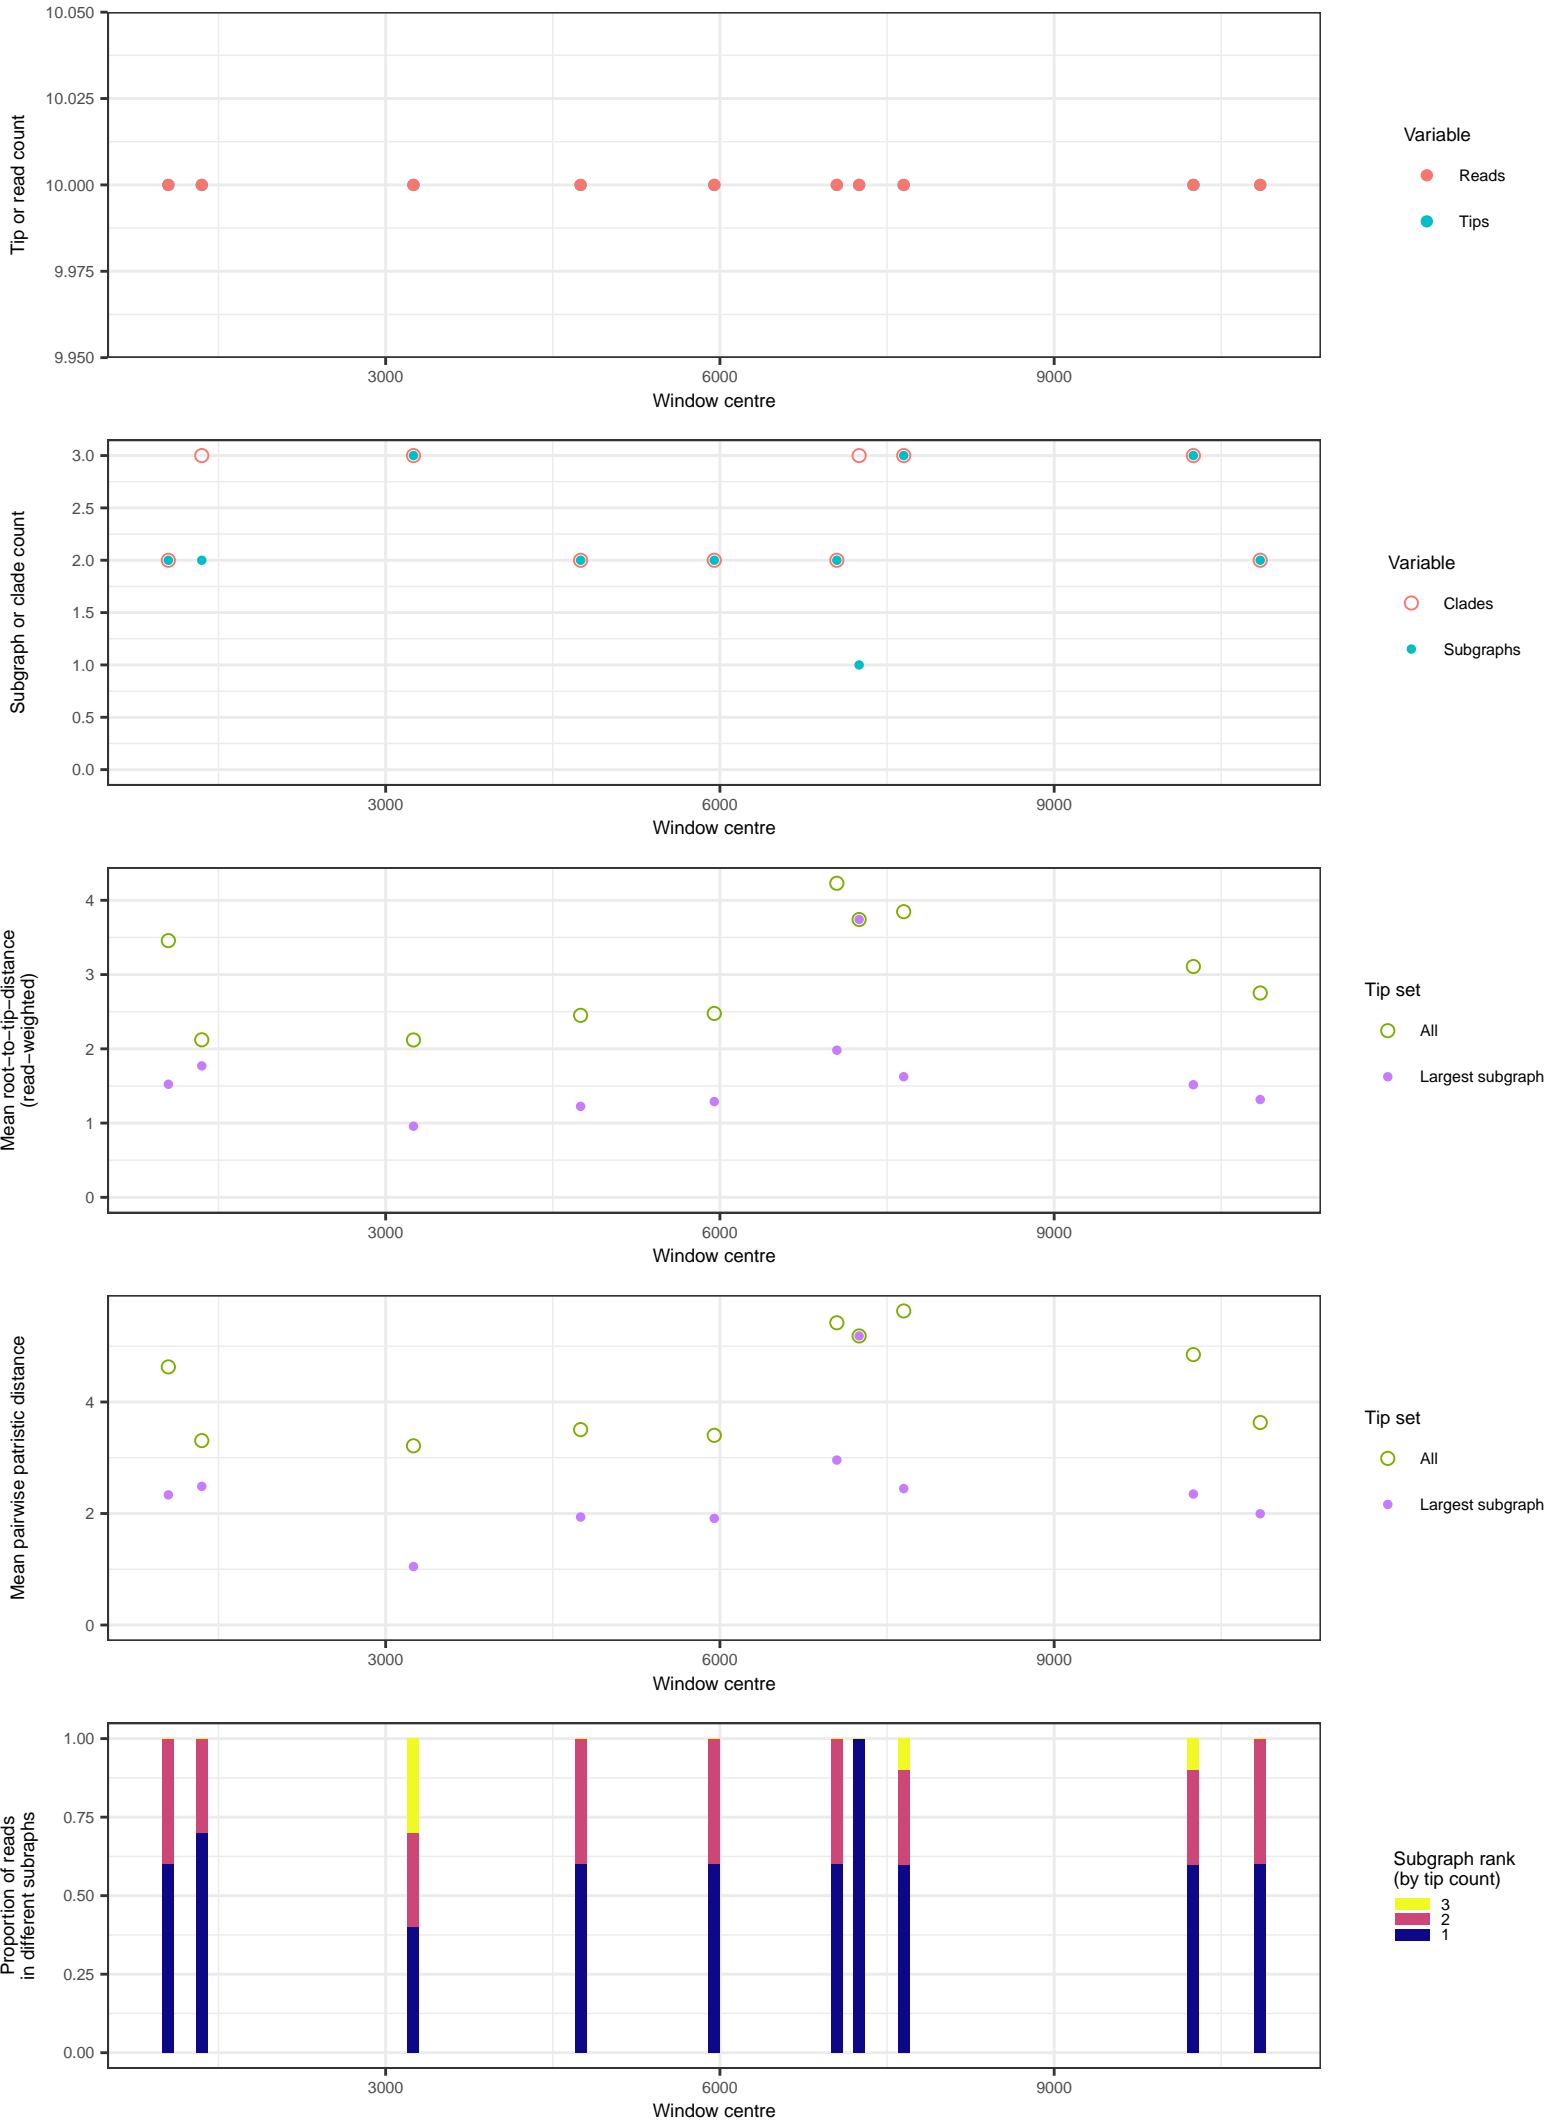 10.050
10.025
10.000
9.975
9.950
Tip or read count
3000 6000 9000
Window centre
Variable
Reads
Tips
3.0
2.5
2.0
1.5
1.0
0.5
0.0
Subgraph or clade count
3000 6000 9000
Window centre
Variable
Clades
Subgraphs
4
3
2
1
0
Mean root−to−tip−distance
(read−weighted)
3000 6000 9000
Window centre
Tip set
All
Largest subgraph
4
2
0
Mean pairwise patristic distance
3000 6000 9000
Window centre
Tip set
All
Largest subgraph
1.00
0.75
0.50
0.25
0.00
Proportion of reads
in different subraphs
3000 6000 9000
Window centre
Subgraph rank
(by tip count)
3
2
1